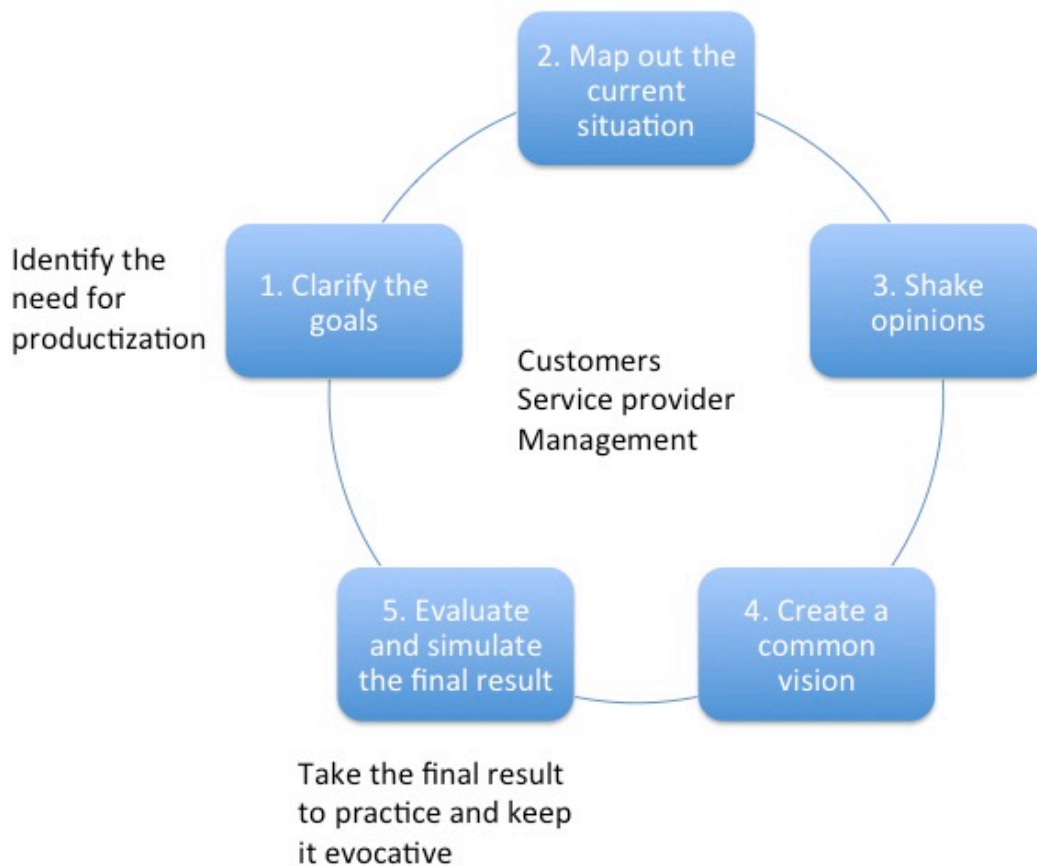 2. Map out the
current
situation
Identify the
need for
productization
1. Clarify the
goals
3. Shake
opinions
Customers
Service provider
Management
5. Evaluate
and simulate
the final result
4. Create a
common
vision
Take the final result
to practice and keep
it evocative